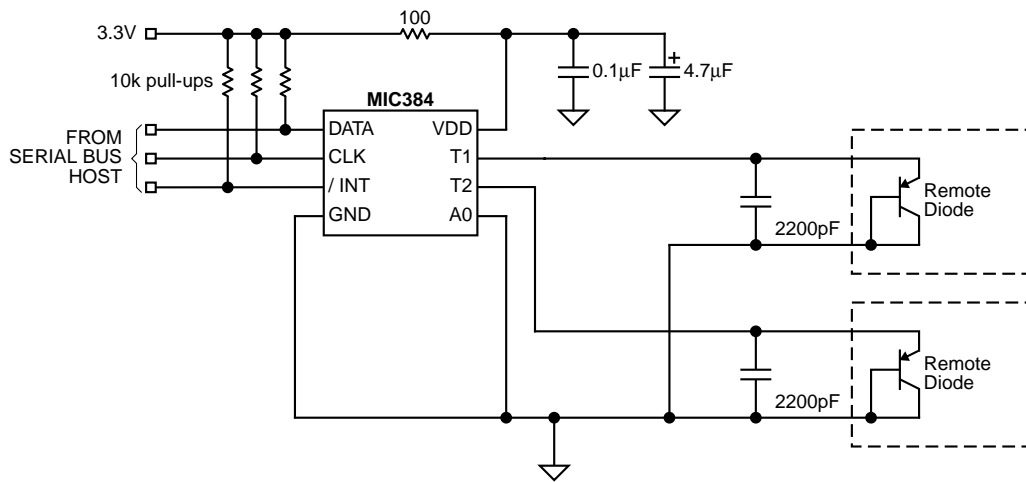 100
3.3V
10k pull-ups
0.1μF
+
4.7μF
MIC384
FROM
SERIAL BUS
HOST
DATA
CLK
/ INT
GND
VDD
T1
T2
A0
2200pF
Remote
Diode
2200pF
Remote
Diode